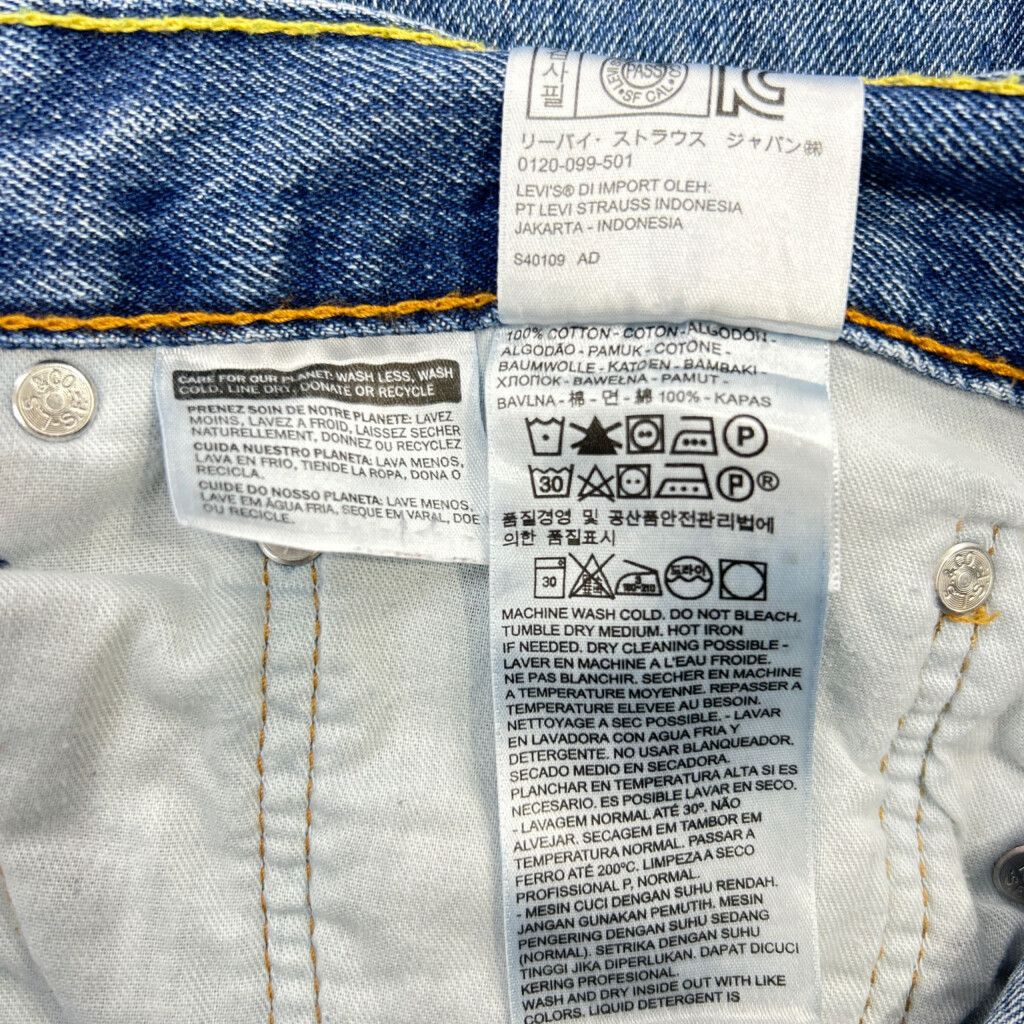 사
필
PASS
SF CAL
リーバイ・ストラウス ジャパン㈱
0120-099-501
LEVI'S® DI IMPORT OLEH:
PT LEVI STRAUSS INDONESIA
JAKARTA - INDONESIA
S40109 AD
CARE FOR OUR PLANET: WASH LESS, WASH
COLD, LINE DRY, DONATE OR RECYCLE
PRENEZ SOIN DE NOTRE PLANETE: LAVEZ
MOINS, LAVEZ A FROID, LAISSEZ SECHER
NATURELLEMENT, DONNEZ OU RECYCLEZ
CUIDA NUESTRO PLANETA: LAVA MENOS,
LAVA EN FRIO, TIENDE LA ROPA, DONA O
RECICLA.
CUIDE DO NOSSO PLANETA: LAVE MENOS,
LAVE EM ÁGUA FRIA, SEQUE EM VARAL, DOE
OU RECICLE.
100% COTTON - COTON - ALGODÓN -
ALGODÃO - PAMUK - COTONE -
BAUMWOLLE - KATOEN - BAMBAKI -
ХЛОПОК - BAWEŁNA - PAMUT -
BAVLNA - 棉 - 면 - 綿 100% - KAPAS
P
30 P ®
품질경영 및 공산품안전관리법에
의한 품질표시
30 180-210 드라이
MACHINE WASH COLD. DO NOT BLEACH.
TUMBLE DRY MEDIUM. HOT IRON
IF NEEDED. DRY CLEANING POSSIBLE -
LAVER EN MACHINE A L'EAU FROIDE.
NE PAS BLANCHIR. SECHER EN MACHINE
A TEMPERATURE MOYENNE. REPASSER A
TEMPERATURE ELEVEE AU BESOIN.
NETTOYAGE A SEC POSSIBLE. - LAVAR
EN LAVADORA CON AGUA FRIA Y
DETERGENTE. NO USAR BLANQUEADOR.
SECADO MEDIO EN SECADORA.
PLANCHAR EN TEMPERATURA ALTA SI ES
NECESARIO. ES POSIBLE LAVAR EN SECO.
- LAVAGEM NORMAL ATÉ 30º. NÃO
ALVEJAR. SECAGEM EM TAMBOR EM
TEMPERATURA NORMAL. PASSAR A
FERRO ATÉ 200ºC. LIMPEZA A SECO
PROFISSIONAL P, NORMAL.
- MESIN CUCI DENGAN SUHU RENDAH.
JANGAN GUNAKAN PEMUTIH. MESIN
PENGERING DENGAN SUHU SEDANG
(NORMAL). SETRIKA DENGAN SUHU
TINGGI JIKA DIPERLUKAN. DAPAT DICUCI
KERING PROFESIONAL.
WASH AND DRY INSIDE OUT WITH LIKE
COLORS. LIQUID DETERGENT IS